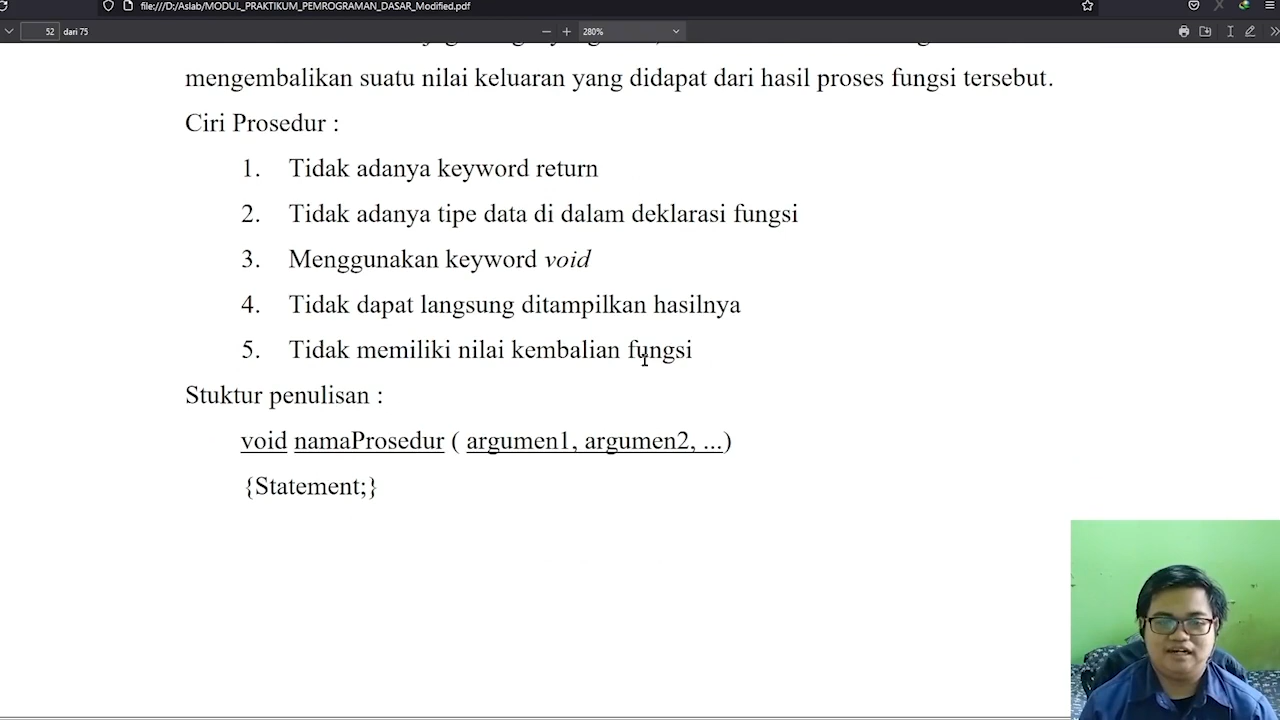 file:///D:/Aslab/MODUL_PRAKTIKUM_PEMROGRAMAN_DASAR_Modified.pdf
52 dari 75
280%
mengembalikan suatu nilai keluaran yang didapat dari hasil proses fungsi tersebut.
Ciri Prosedur :
1. Tidak adanya keyword return
2. Tidak adanya tipe data di dalam deklarasi fungsi
3. Menggunakan keyword void
4. Tidak dapat langsung ditampilkan hasilnya
5. Tidak memiliki nilai kembalian fungsi
Stuktur penulisan :
void namaProsedur ( argumen1, argumen2, ...)
{Statement;}